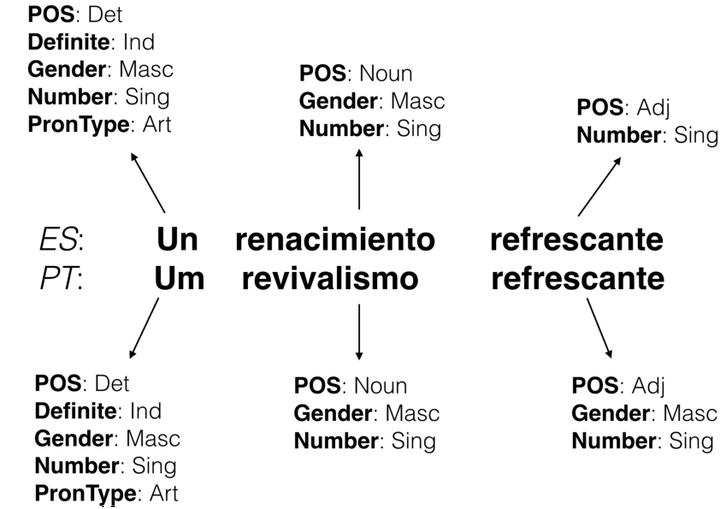 POS: Det
Definite: Ind
Gender: Masc
Number: Sing
PronType: Art
POS: Noun
Gender: Masc
Number: Sing
POS: Adj
Number: Sing
ES: Un renacimiento refrescante
PT: Um revivalismo refrescante
POS: Det
Definite: Ind
Gender: Masc
Number: Sing
PronType: Art
POS: Noun
Gender: Masc
Number: Sing
POS: Adj
Gender: Masc
Number: Sing